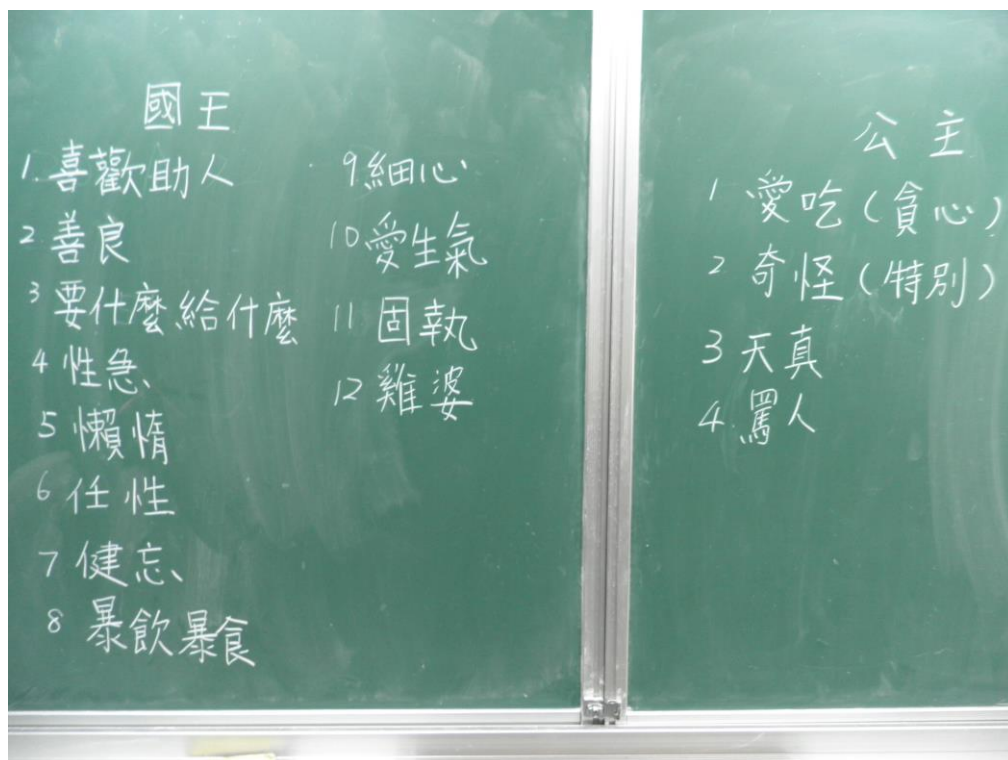 國王
1.喜歡助人
2 善良
3 要什麼給什麼
4 性急
5 懶惰
6 任性
7 健忘
8 暴飲暴食
9 細心
10 愛生氣
11 固執
12 雞婆
公主
1 愛吃(貪心)
2 奇怪(特別)
3 天真
4 罵人